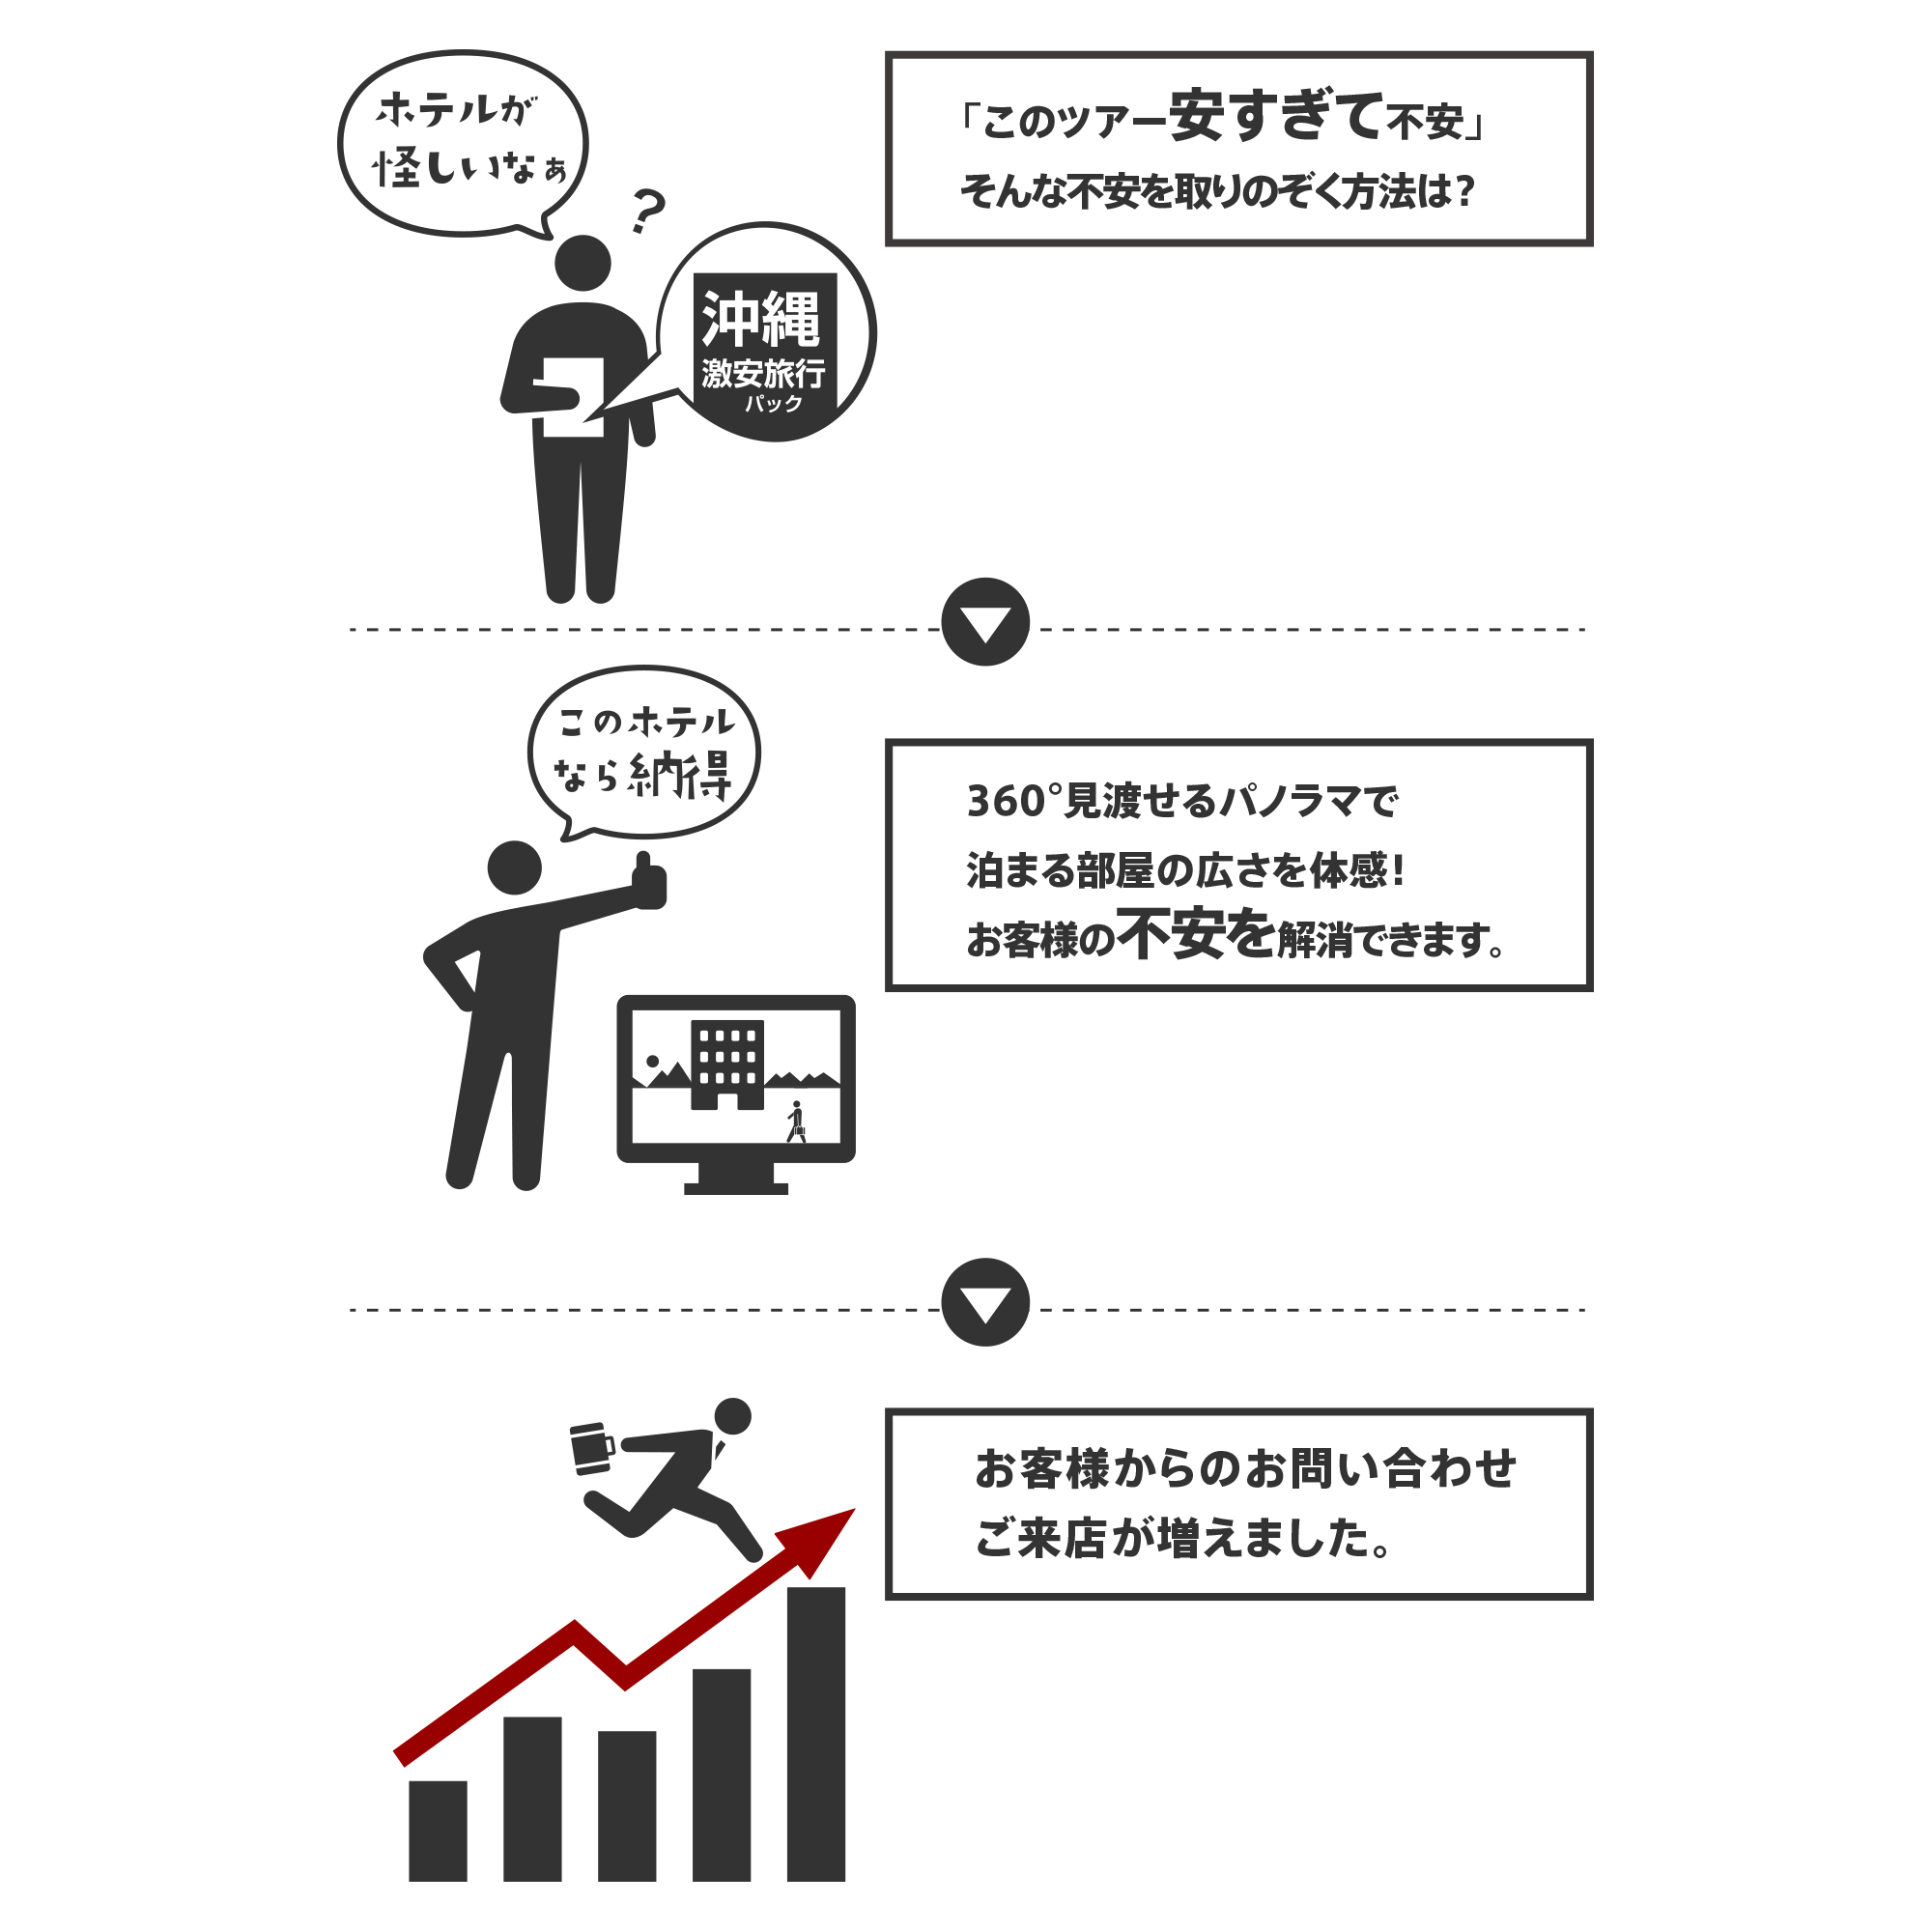 ホテルが
怪しいなぁ
?
沖縄
激安旅行
パック
「このツアー安すぎて不安」
そんな不安を取りのぞく方法は?
このホテル
なら納得
360°見渡せるパノラマで
泊まる部屋の広さを体感!
お客様の不安を解消できます。
お客様からのお問い合わせ
ご来店が増えました。